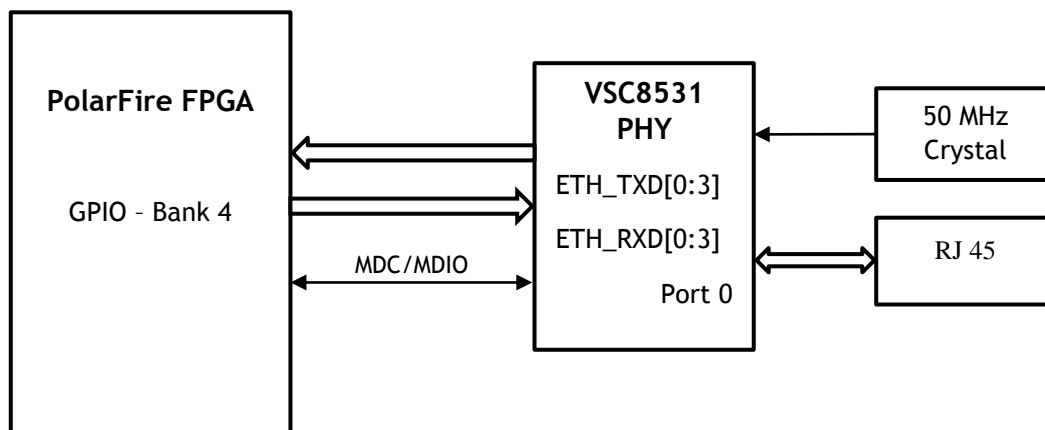 PolarFire FPGA
GPIO – Bank 4
MDC/MDIO
VSC8531
PHY
ETH_TXD[0:3]
ETH_RXD[0:3]
Port 0
50 MHz
Crystal
RJ 45